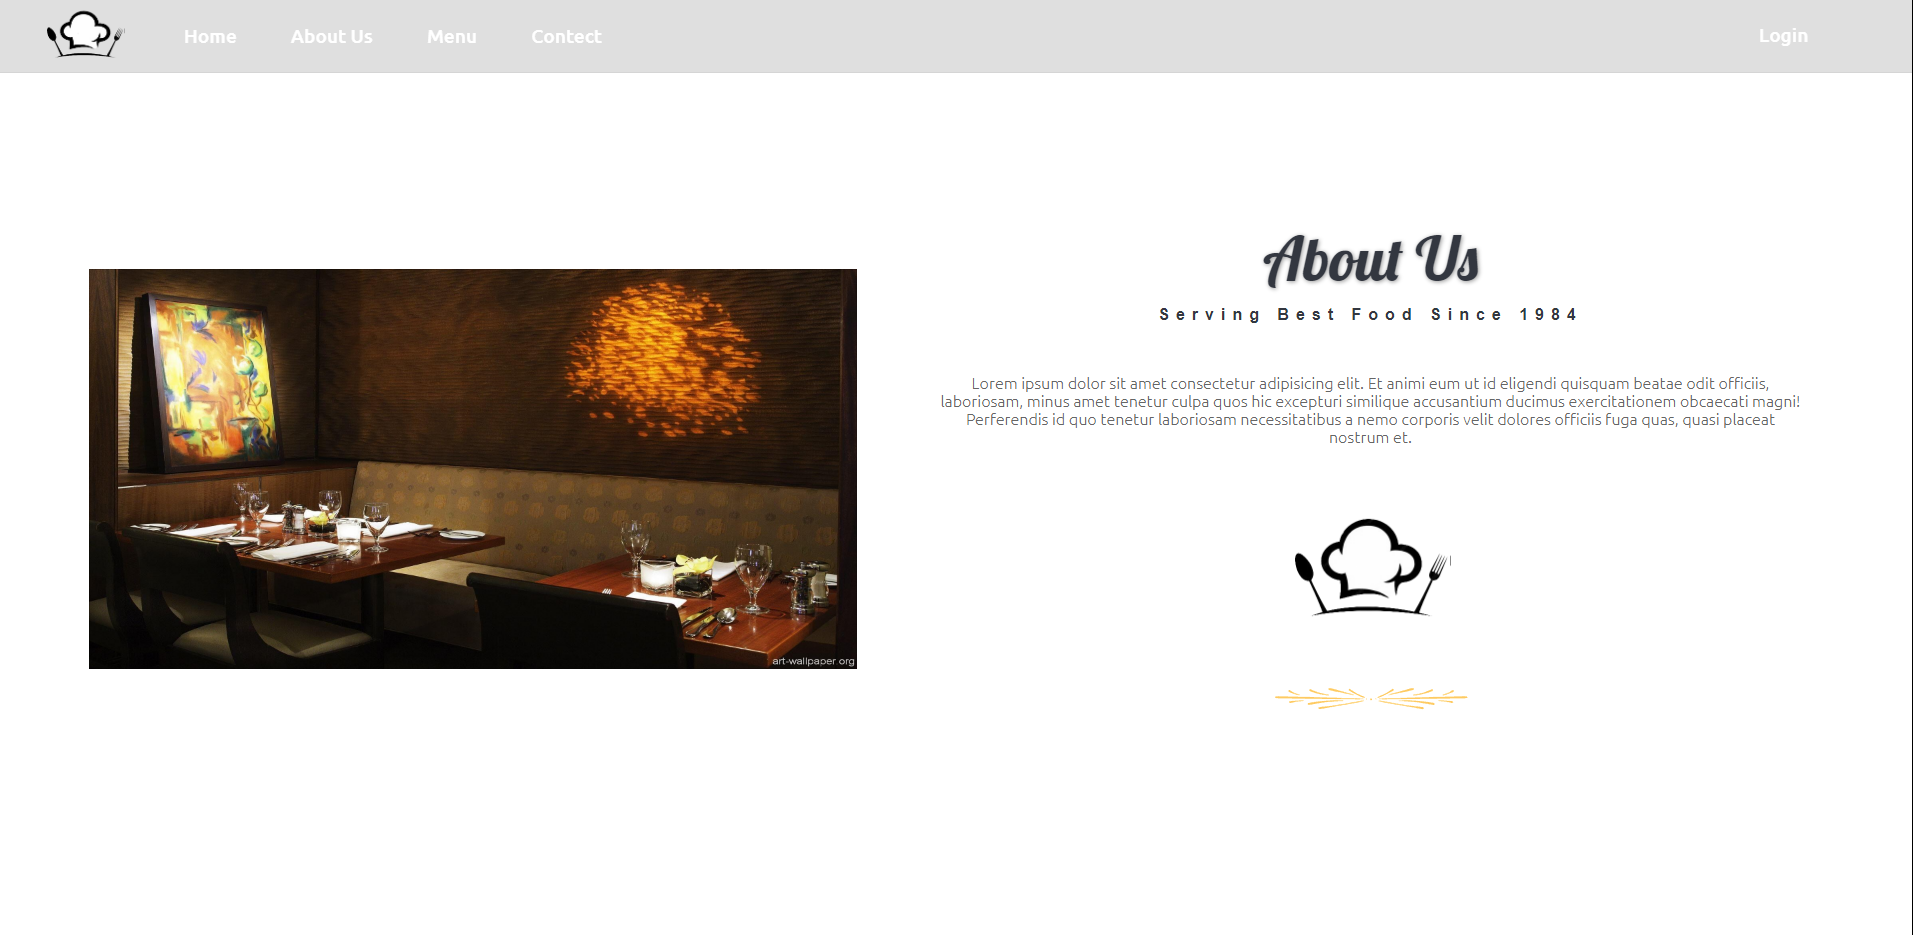 Home About Us Menu Contect Login
About Us
Serving Best Food Since 1984
Lorem ipsum dolor sit amet consectetur adipisicing elit. Et animi eum ut id eligendi quisquam beatae odit officiis,
laboriosam, minus amet tenetur culpa quos hic excepturi similique accusantium ducimus exercitationem obcaecati magni!
Perferendis id quo tenetur laboriosam necessitatibus a nemo corporis velit dolores officiis fuga quas, quasi placeat
nostrum et.
art-wallpaper.org